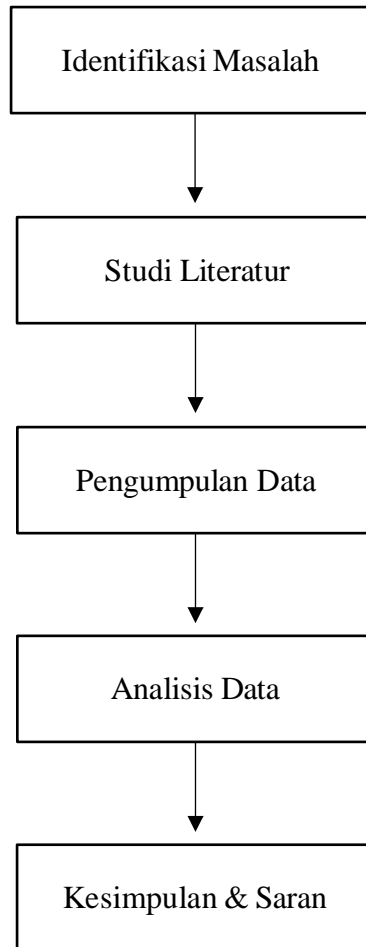 Identifikasi Masalah
Studi Literatur
Pengumpulan Data
Analisis Data
Kesimpulan & Saran